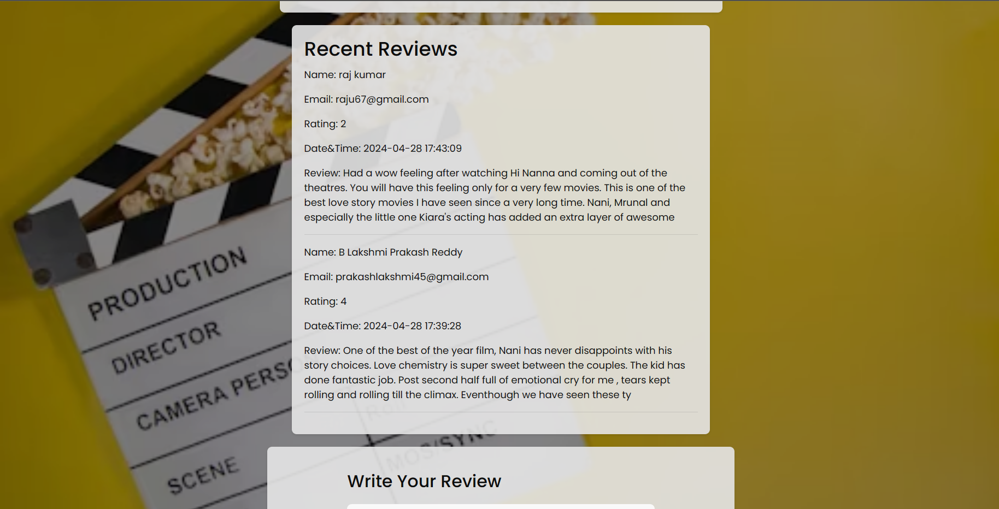 Recent Reviews
Name: raj kumar
Email: raju67@gmail.com
Rating: 2
Date&Time: 2024-04-28 17:43:09
Review: Had a wow feeling after watching Hi Nanna and coming out of the
theatres. You will have this feeling only for a very few movies. This is one of the
best love story movies I have seen since a very long time. Nani, Mrunal and
especially the little one Kiara's acting has added an extra layer of awesome
Name: B Lakshmi Prakash Reddy
Email: prakashlakshmi45@gmail.com
Rating: 4
Date&Time: 2024-04-28 17:39:28
Review: One of the best of the year film, Nani has never disappoints with his
story choices. Love chemistry is super sweet between the couples. The kid has
done fantastic job. Post second half full of emotional cry for me , tears kept
rolling and rolling till the climax. Eventhough we have seen these ty
Write Your Review
PRODUCTION
DIRECTOR
CAMERA PERSON
Roll
SCENE
MOS/SYNC